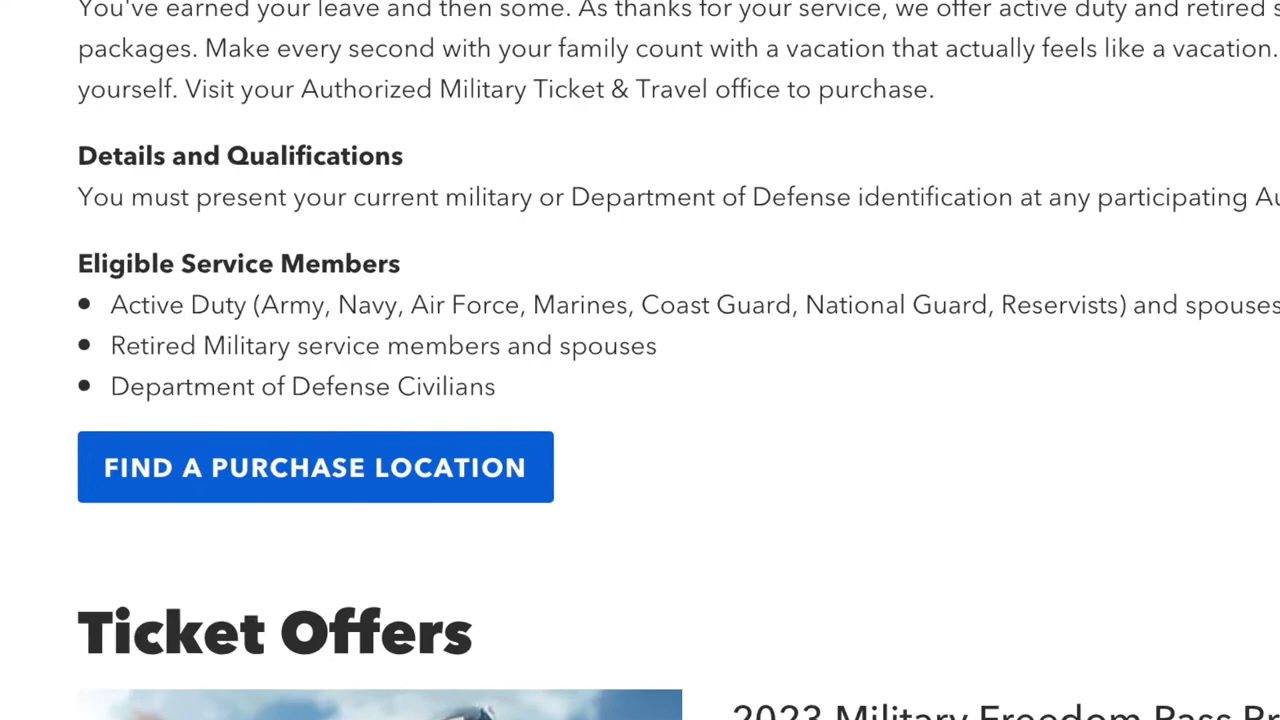 You've earned your leave and then some. As thanks for your service, we offer active duty and retired
packages. Make every second with your family count with a vacation that actually feels like a vacation.
yourself. Visit your Authorized Military Ticket & Travel office to purchase.
Details and Qualifications
You must present your current military or Department of Defense identification at any participating
Eligible Service Members
• Active Duty (Army, Navy, Air Force, Marines, Coast Guard, National Guard, Reservists) and spouses
• Retired Military service members and spouses
• Department of Defense Civilians
FIND A PURCHASE LOCATION
Ticket Offers
2023 Military Freedom Pass